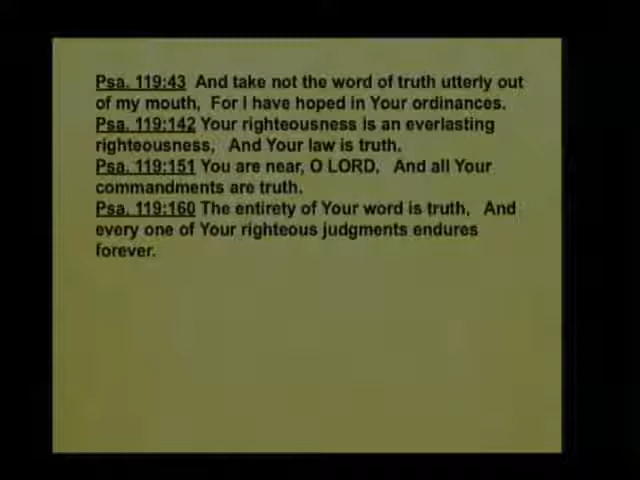 Psa. 119:43  And take not the word of truth utterly out
of my mouth,  For I have hoped in Your ordinances.
Psa. 119:142 Your righteousness is an everlasting
righteousness,   And Your law is truth.
Psa. 119:151 You are near, O LORD,   And all Your
commandments are truth.
Psa. 119:160 The entirety of Your word is truth,   And
every one of Your righteous judgments endures
forever.